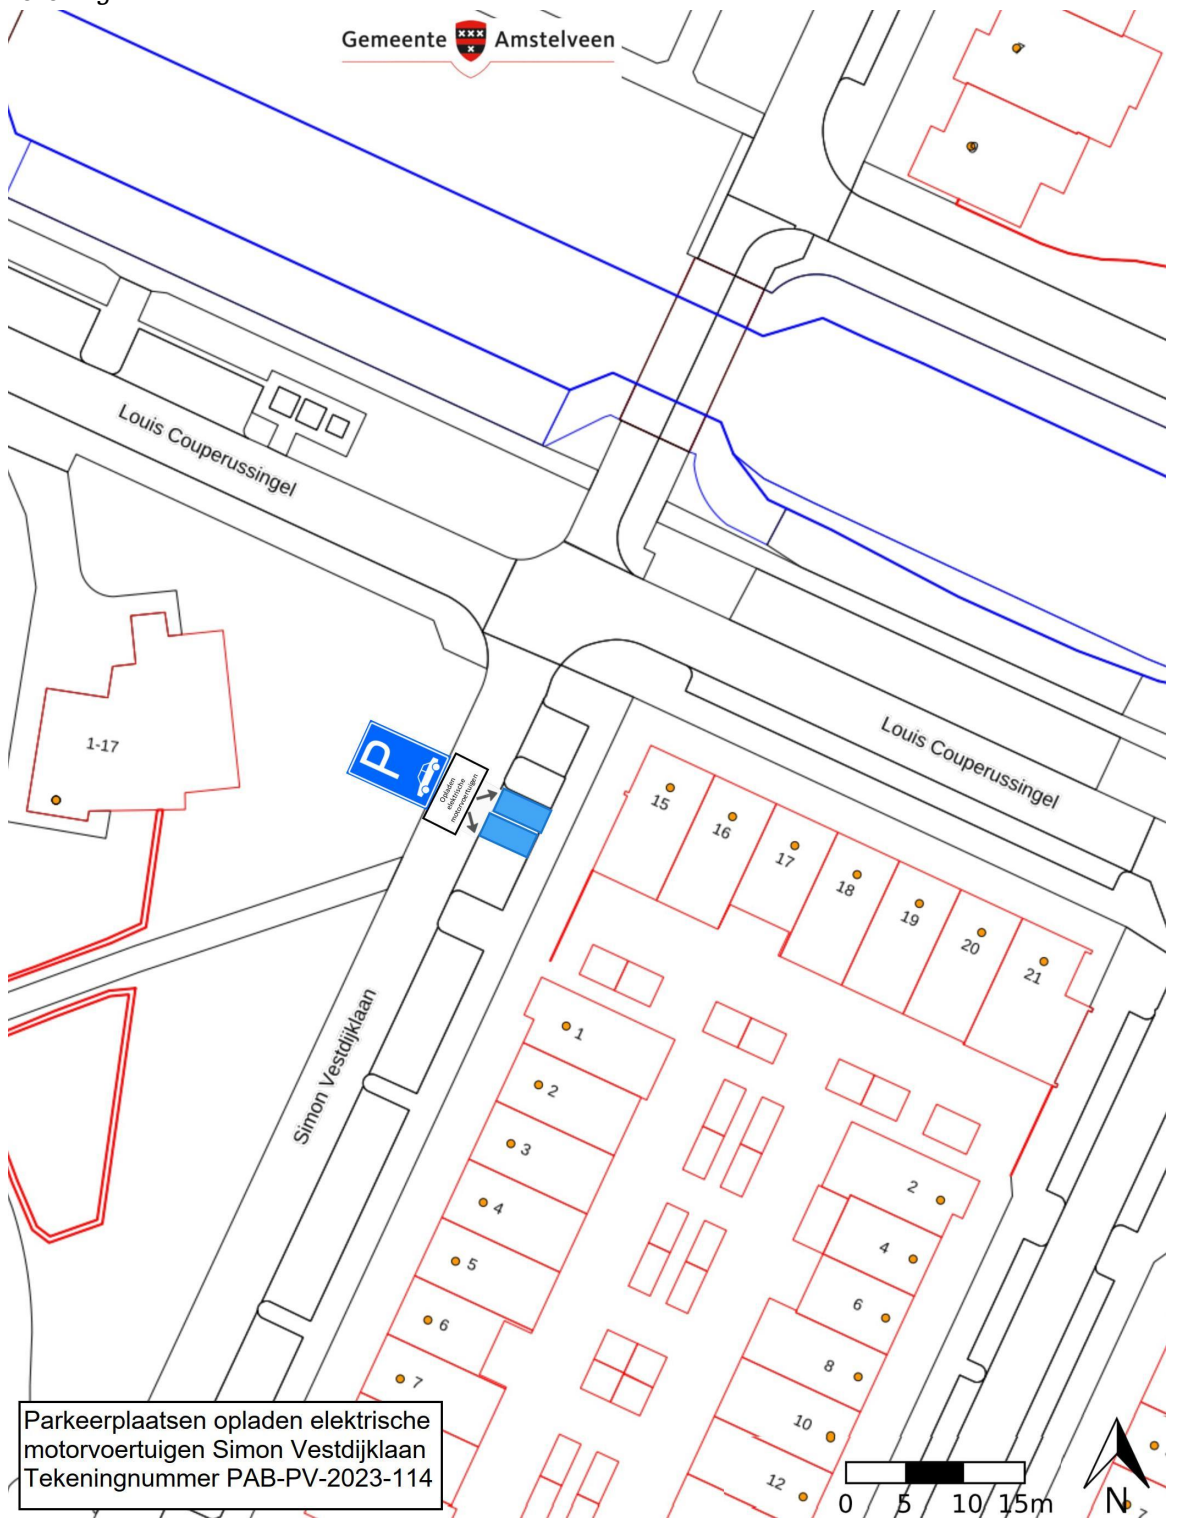 Gemeente Amstelveen
Louis Couperussingel
1-17
P
Opladen
elektrische
motorvoertuigen
Louis Couperussingel
15
16
17
18
19
20
21
Simon Vestdijklaan
1
2
3
4
5
6
7
2
4
6
8
10
12
Parkeerplaatsen opladen elektrische
motorvoertuigen Simon Vestdijklaan
Tekeningnummer PAB-PV-2023-114
0 5 10 15m
N